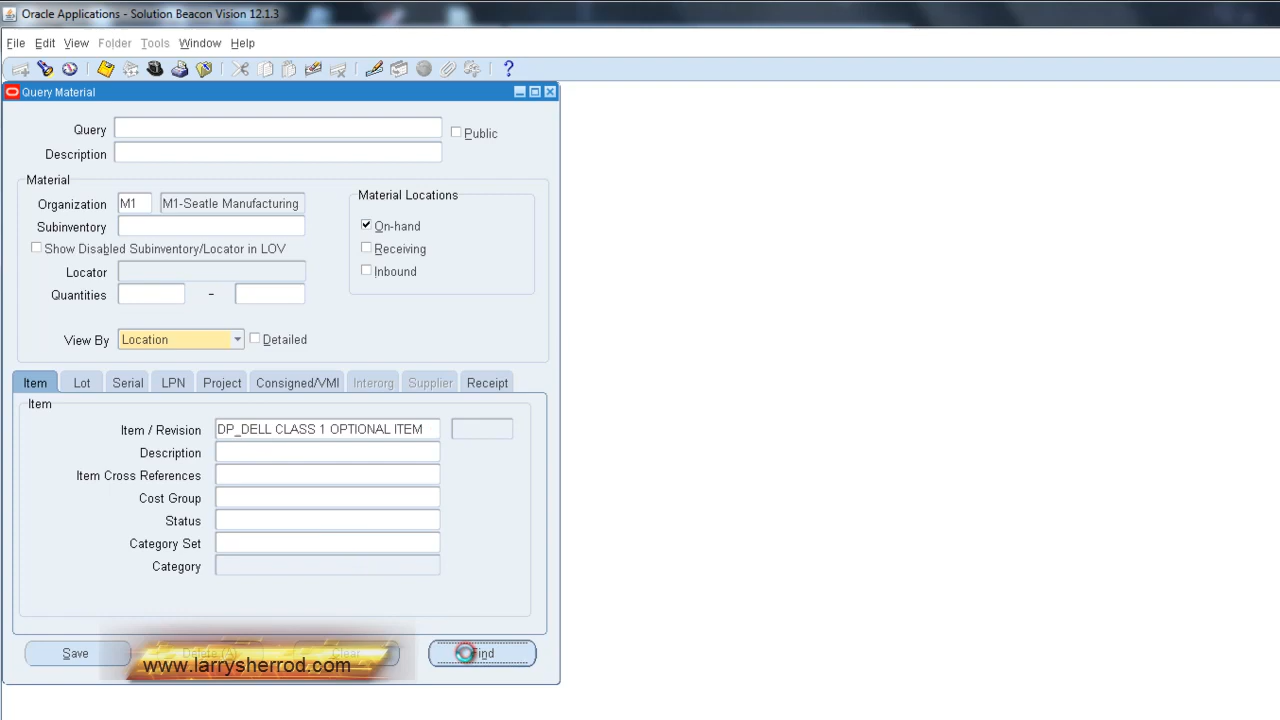 Oracle Applications - Solution Beacon Vision 12.1.3
File Edit View Folder Tools Window Help
Query Material
Query
Public
Description
Material
Material Locations
Organization M1 M1-Seatle Manufacturing
Subinventory
On-hand
Show Disabled Subinventory/Locator in LOV
Receiving
Locator
Inbound
Quantities -
View By Location Detailed
Item Lot Serial LPN Project Consigned/VMI Interorg Supplier Receipt
Item
Item / Revision DP_DELL CLASS 1 OPTIONAL ITEM
Description
Item Cross References
Cost Group
Status
Category Set
Category
Save Delete (A) Clear Find
www.larrysherrod.com